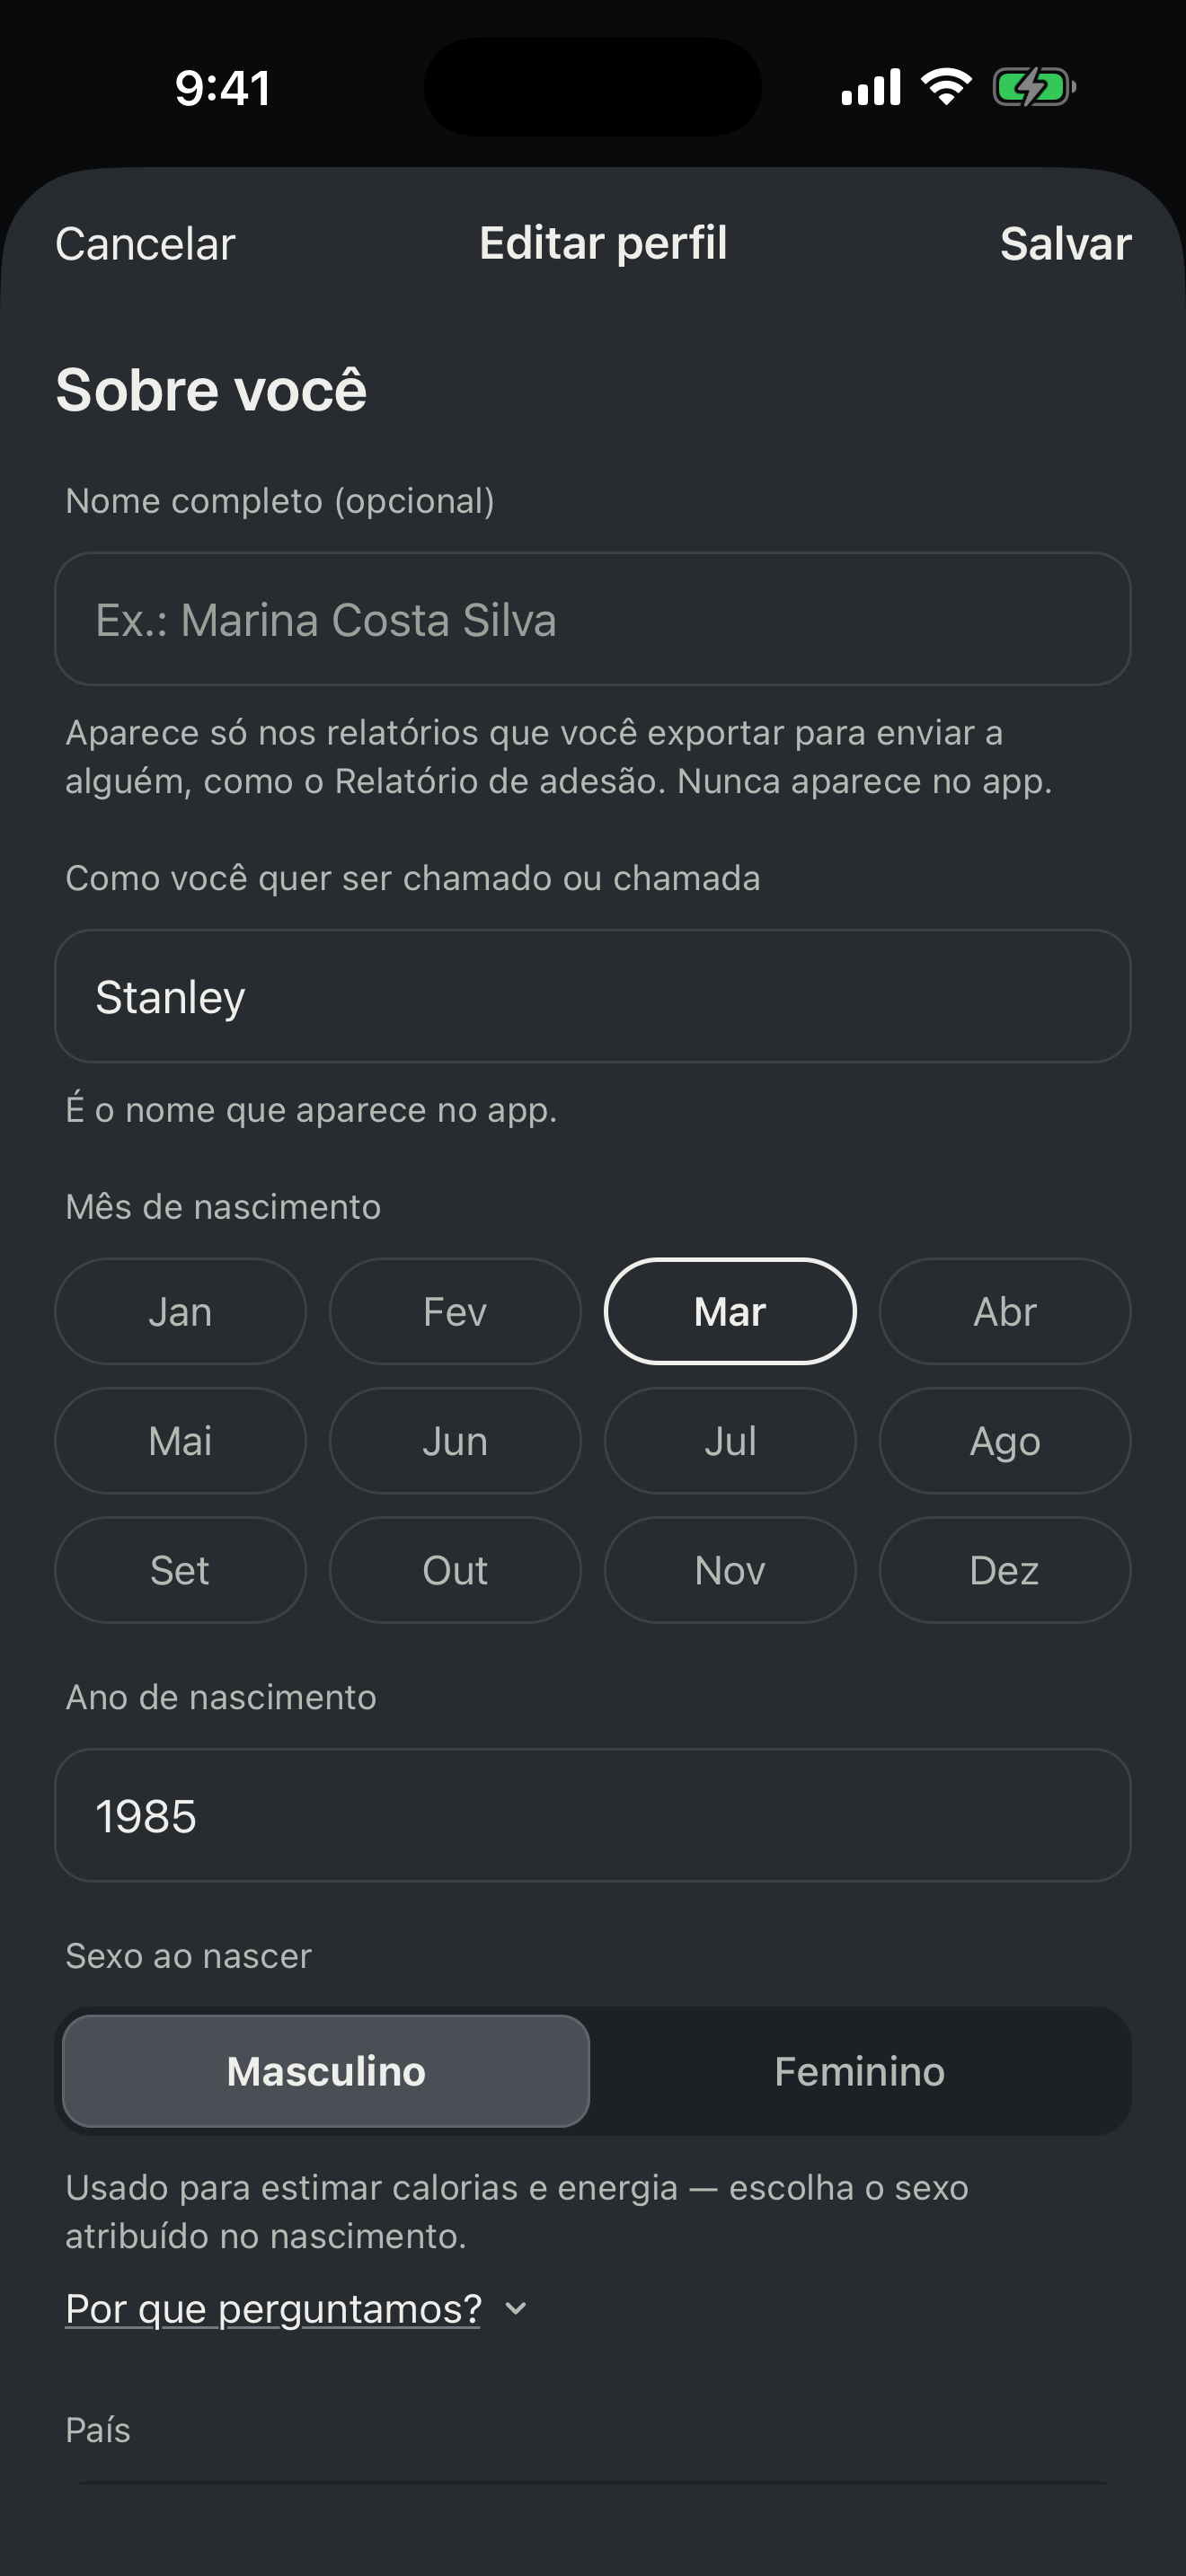 9:41
Cancelar
Editar perfil
Salvar
Sobre você
Nome completo (opcional)
Ex.: Marina Costa Silva
Aparece só nos relatórios que você exportar para enviar a
alguém, como o Relatório de adesão. Nunca aparece no app.
Como você quer ser chamado ou chamada
Stanley
É o nome que aparece no app.
Mês de nascimento
Jan
Fev
Mar
Abr
Mai
Jun
Jul
Ago
Set
Out
Nov
Dez
Ano de nascimento
1985
Sexo ao nascer
Masculino
Feminino
Usado para estimar calorias e energia — escolha o sexo
atribuído no nascimento.
Por que perguntamos?
País